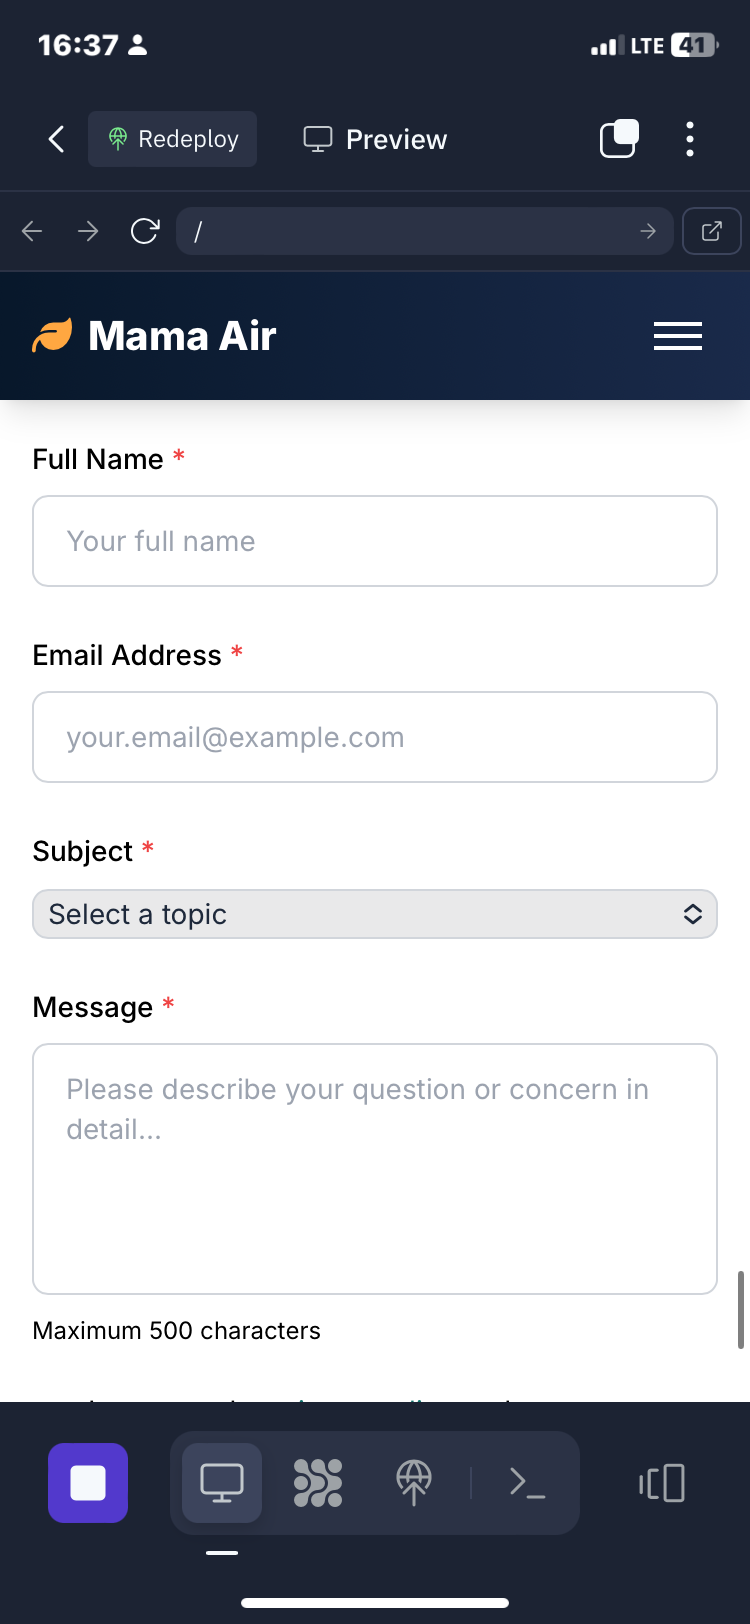 16:37
LTE
41
Redeploy
Preview
/
Mama Air
Full Name *
Your full name
Email Address *
your.email@example.com
Subject *
Select a topic
Message *
Please describe your question or concern in
detail...
Maximum 500 characters